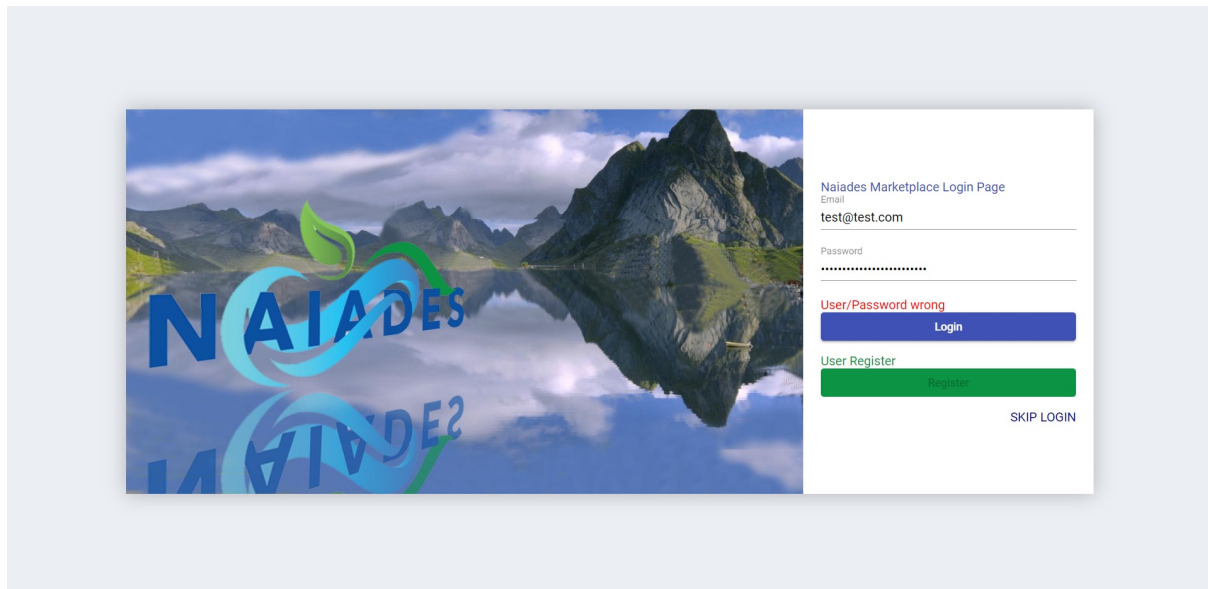 NAIADES
Naiades Marketplace Login Page
Email
test@test.com
Password
••••••••••••••••••••••••
User/Password wrong
Login
User Register
Register
SKIP LOGIN